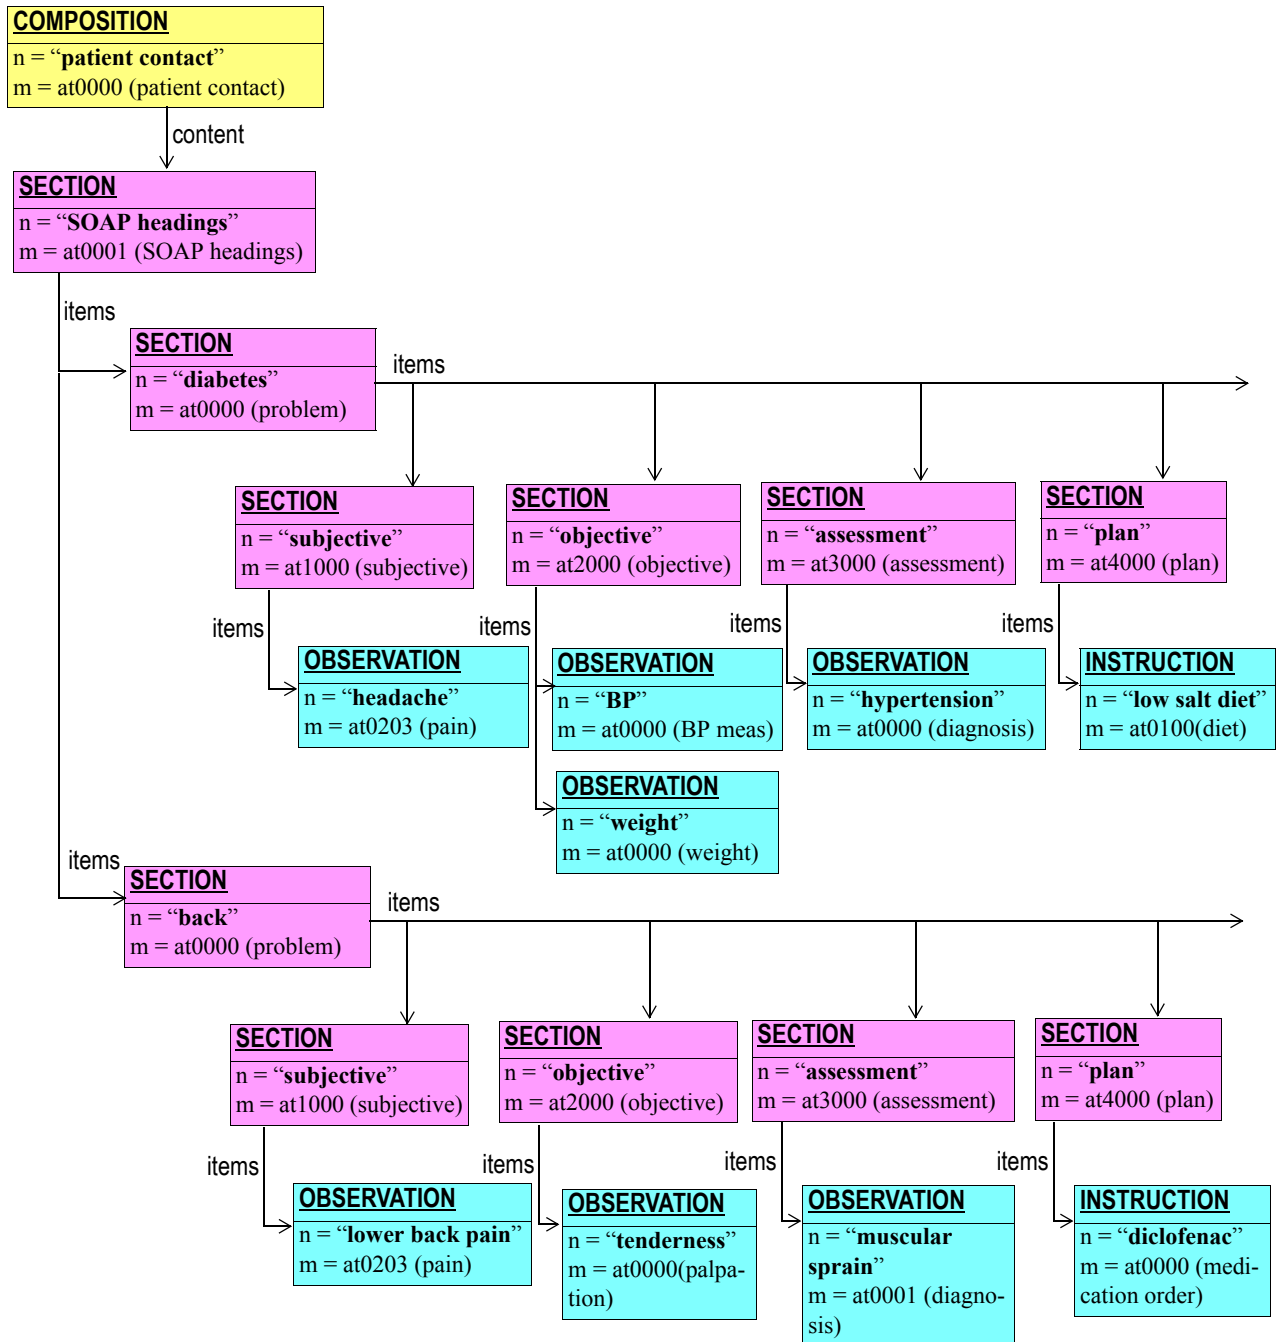 COMPOSITION
n = “patient contact”
m = at0000 (patient contact)
content
SECTION
n = “SOAP headings”
m = at0001 (SOAP headings)
items
SECTION
n = “diabetes”
m = at0000 (problem)
items
SECTION
n = “subjective”
m = at1000 (subjective)
SECTION
n = “objective”
m = at2000 (objective)
SECTION
n = “assessment”
m = at3000 (assessment)
SECTION
n = “plan”
m = at4000 (plan)
items
OBSERVATION
n = “headache”
m = at0203 (pain)
items
OBSERVATION
n = “BP”
m = at0000 (BP meas)
OBSERVATION
n = “weight”
m = at0000 (weight)
items
OBSERVATION
n = “hypertension”
m = at0000 (diagnosis)
items
INSTRUCTION
n = “low salt diet”
m = at0100(diet)
items
SECTION
n = “back”
m = at0000 (problem)
items
SECTION
n = “subjective”
m = at1000 (subjective)
SECTION
n = “objective”
m = at2000 (objective)
SECTION
n = “assessment”
m = at3000 (assessment)
SECTION
n = “plan”
m = at4000 (plan)
items
OBSERVATION
n = “lower back pain”
m = at0203 (pain)
items
OBSERVATION
n = “tenderness”
m = at0000(palpa-
tion)
items
OBSERVATION
n = “muscular
sprain”
m = at0001 (diagno-
sis)
items
INSTRUCTION
n = “diclofenac”
m = at0000 (medi-
cation order)